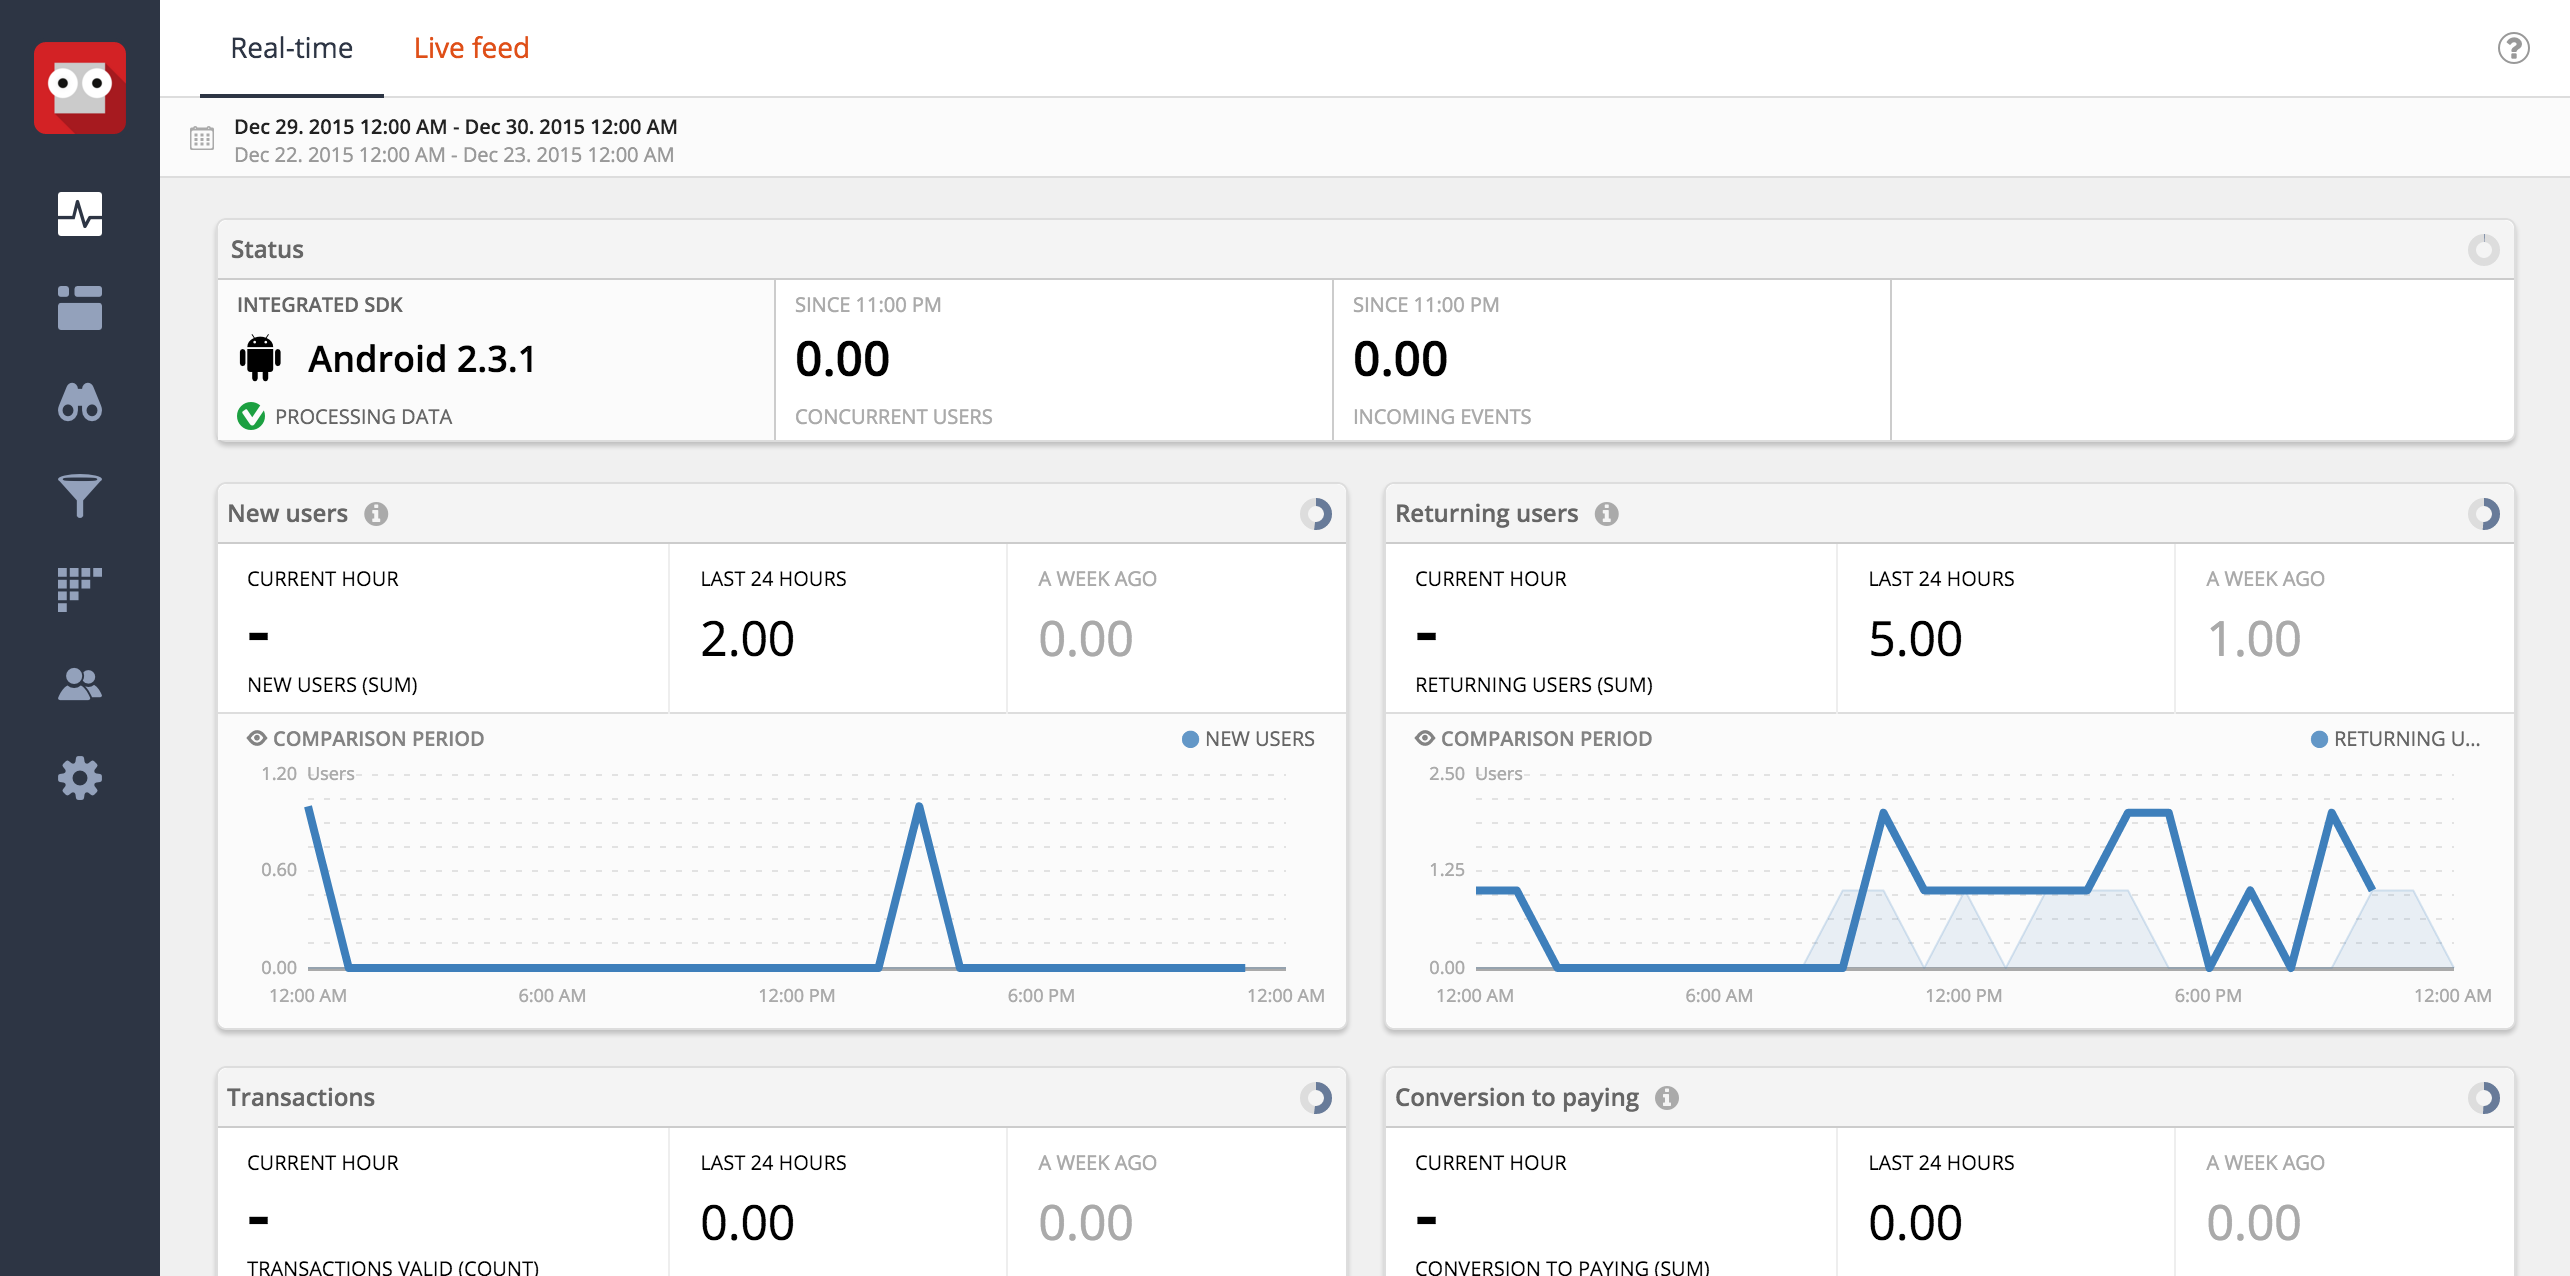 Real-time Live feed
Dec 29. 2015 12:00 AM - Dec 30. 2015 12:00 AM
Dec 22. 2015 12:00 AM - Dec 23. 2015 12:00 AM
Status
INTEGRATED SDK
Android 2.3.1
PROCESSING DATA
SINCE 11:00 PM
0.00
CONCURRENT USERS
SINCE 11:00 PM
0.00
INCOMING EVENTS
New users
CURRENT HOUR
-
NEW USERS (SUM)
LAST 24 HOURS
2.00
A WEEK AGO
0.00
COMPARISON PERIOD
NEW USERS
1.20 Users
0.60
0.00
12:00 AM 6:00 AM 12:00 PM 6:00 PM 12:00 AM
Returning users
CURRENT HOUR
-
RETURNING USERS (SUM)
LAST 24 HOURS
5.00
A WEEK AGO
1.00
COMPARISON PERIOD
RETURNING U...
2.50 Users
1.25
0.00
12:00 AM 6:00 AM 12:00 PM 6:00 PM 12:00 AM
Transactions
CURRENT HOUR
-
TRANSACTIONS VALID (COUNT)
LAST 24 HOURS
0.00
A WEEK AGO
0.00
Conversion to paying
CURRENT HOUR
-
CONVERSION TO PAYING (SUM)
LAST 24 HOURS
0.00
A WEEK AGO
0.00